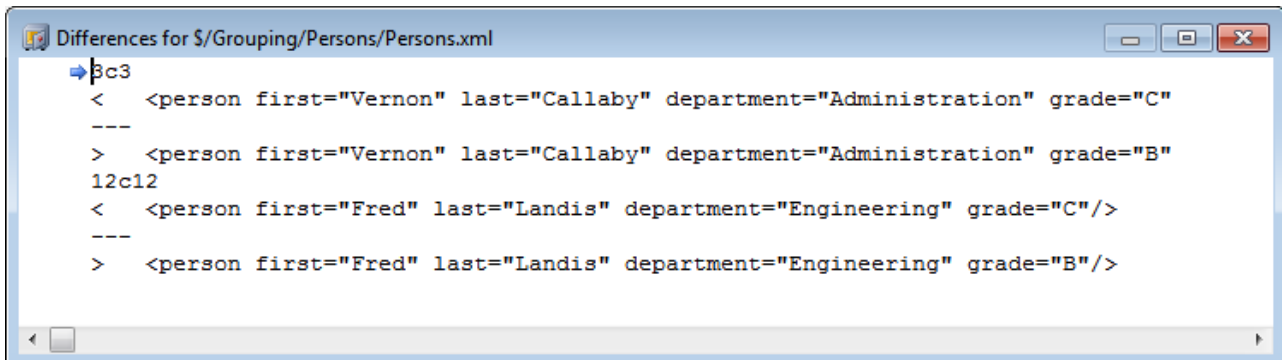 Differences for $/Grouping/Persons/Persons.xml
3c3
<   <person first="Vernon" last="Callaby" department="Administration" grade="C"
---
>   <person first="Vernon" last="Callaby" department="Administration" grade="B"
12c12
<   <person first="Fred" last="Landis" department="Engineering" grade="C"/>
---
>   <person first="Fred" last="Landis" department="Engineering" grade="B"/>